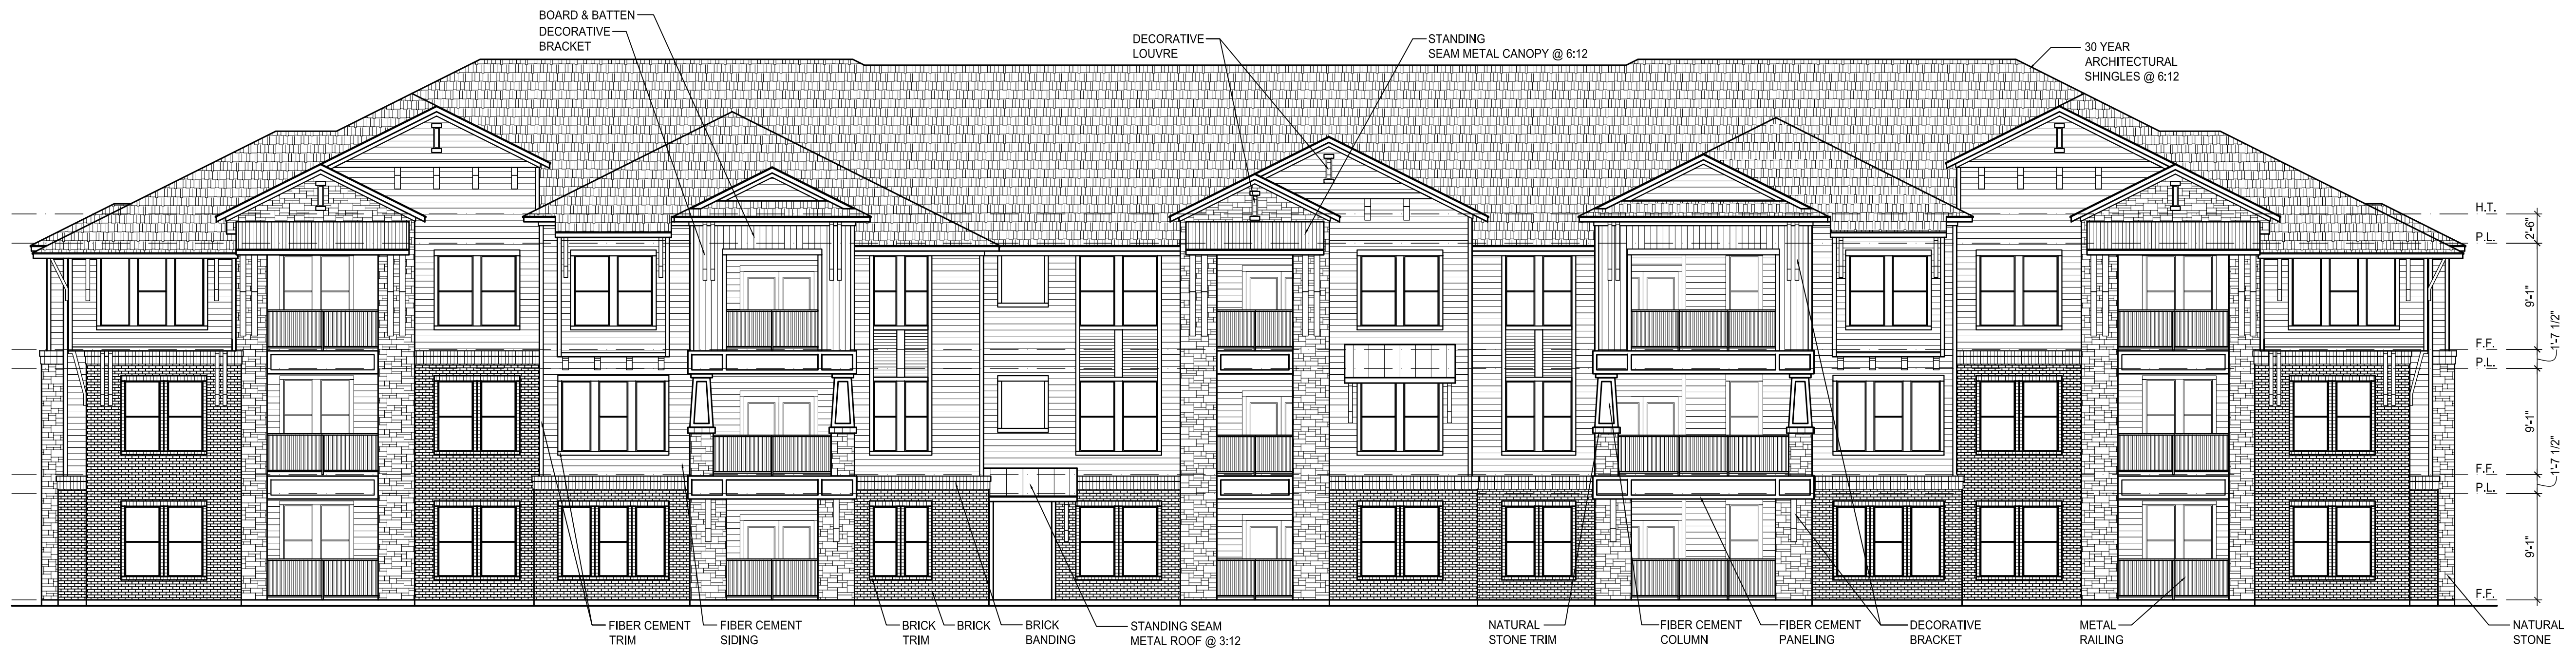 BOARD & BATTEN
DECORATIVE
BRACKET
DECORATIVE
LOUVRE
STANDING
SEAM METAL CANOPY @ 6:12
30 YEAR
ARCHITECTURAL
SHINGLES @ 6:12
H.T.
2'-6"
P.L.
9'-1"
F.F.
1'-7 1/2"
P.L.
9'-1"
F.F.
1'-7 1/2"
P.L.
9'-1"
F.F.
FIBER CEMENT
TRIM
FIBER CEMENT
SIDING
BRICK
TRIM
BRICK
BRICK
BANDING
STANDING SEAM
METAL ROOF @ 3:12
NATURAL
STONE TRIM
FIBER CEMENT
COLUMN
FIBER CEMENT
PANELING
DECORATIVE
BRACKET
METAL
RAILING
NATURAL
STONE